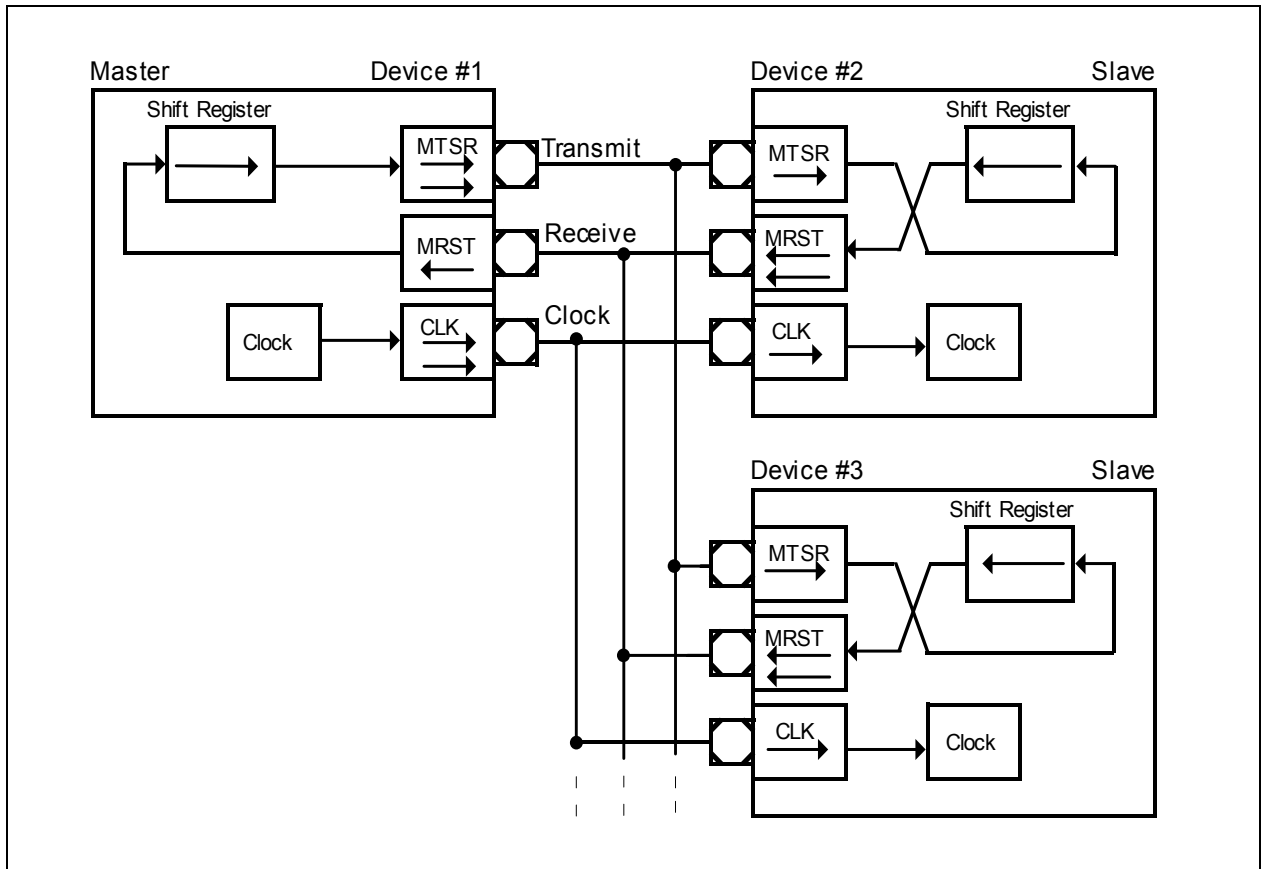 Master Device #1
Shift Register
MTSR
MRST
Clock
CLK
Transmit
Receive
Clock
Device #2 Slave
MTSR
Shift Register
MRST
CLK
Clock
Device #3 Slave
Shift Register
MTSR
MRST
CLK
Clock